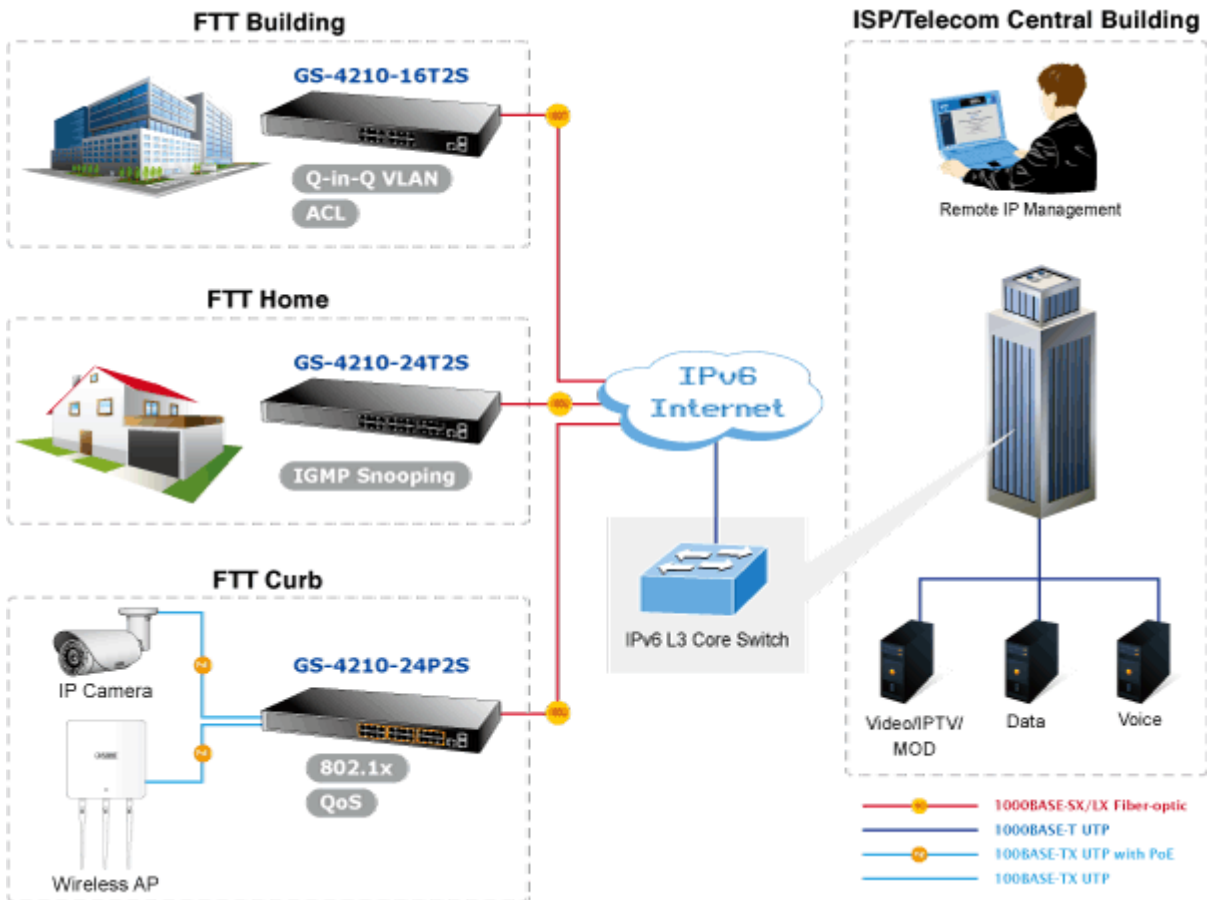 FTT Building
GS-4210-16T2S
Q-in-Q VLAN
ACL
FTT Home
GS-4210-24T2S
IGMP Snooping
FTT Curb
IP Camera
GS-4210-24P2S
802.1x
QoS
Wireless AP
IPv6
Internet
IPv6 L3 Core Switch
ISP/Telecom Central Building
Remote IP Management
Video/IPTV/
MOD
Data
Voice
1000BASE-SX/LX Fiber-optic
1000BASE-T UTP
100BASE-TX UTP with PoE
100BASE-TX UTP